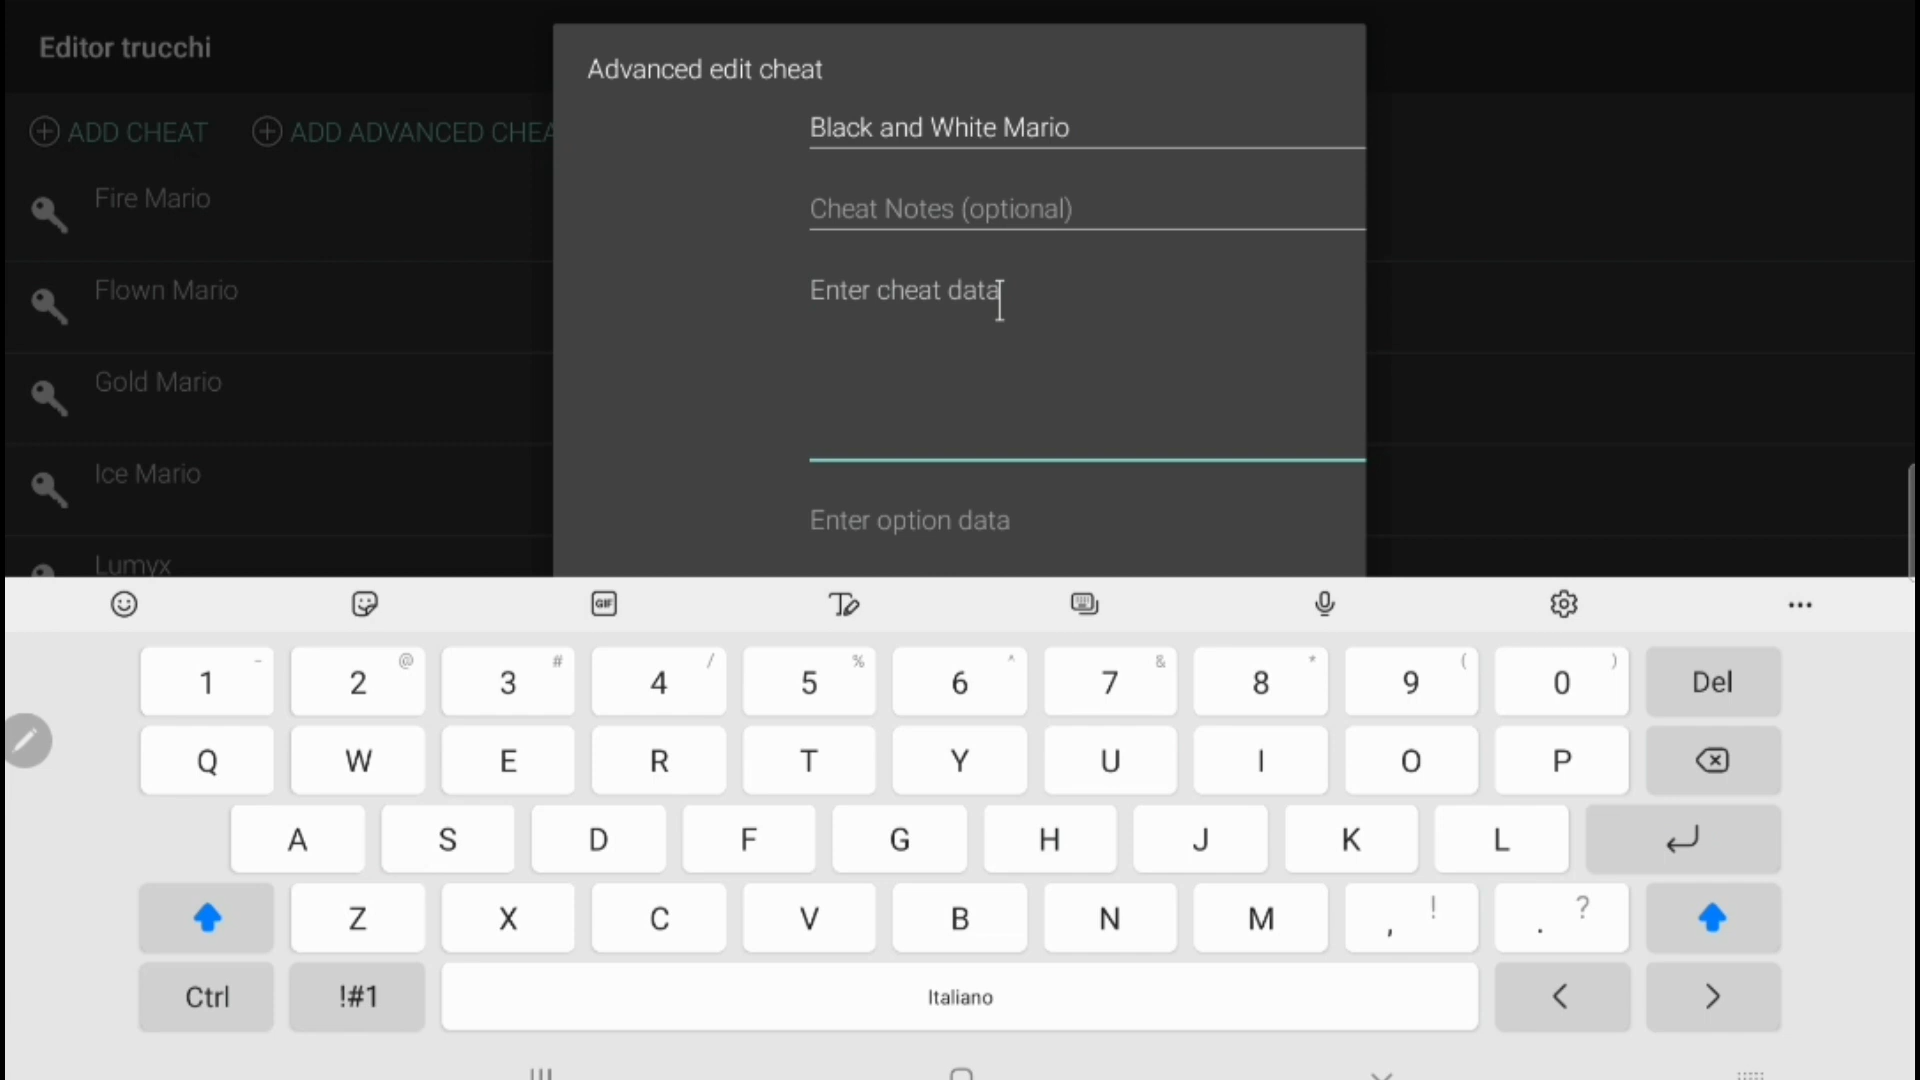 Editor trucchi
ADD CHEAT
ADD ADVANCED CHEA
Fire Mario
Flown Mario
Gold Mario
Ice Mario
Lumyx
Advanced edit cheat
Black and White Mario
Cheat Notes (optional)
Enter cheat data
Enter option data
GIF
1 - 2 @ 3 # 4 / 5 % 6 ^ 7 & 8 * 9 ( 0 ) Del
Q W E R T Y U I O P
A S D F G H J K L
Z X C V B N M , ! . ?
Ctrl !#1 Italiano < >